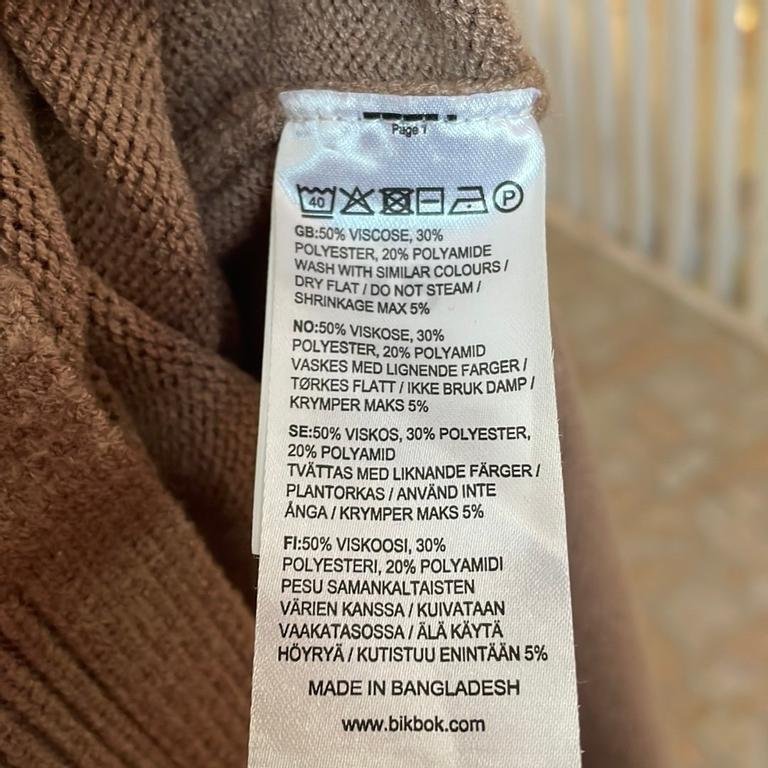 Page 1
40 P
GB:50% VISCOSE, 30%
POLYESTER, 20% POLYAMIDE
WASH WITH SIMILAR COLOURS /
DRY FLAT / DO NOT STEAM /
SHRINKAGE MAX 5%
NO:50% VISKOSE, 30%
POLYESTER, 20% POLYAMID
VASKES MED LIGNENDE FARGER /
TØRKES FLATT / IKKE BRUK DAMP /
KRYMPER MAKS 5%
SE:50% VISKOS, 30% POLYESTER,
20% POLYAMID
TVÄTTAS MED LIKNANDE FÄRGER /
PLANTORKAS / ANVÄND INTE
ÅNGA / KRYMPER MAKS 5%
FI:50% VISKOOSI, 30%
POLYESTERI, 20% POLYAMIDI
PESU SAMANKALTAISTEN
VÄRIEN KANSSA / KUIVATAAN
VAAKATASOSSA / ÄLÄ KÄYTÄ
HÖYRYÄ / KUTISTUU ENINTÄÄN 5%
MADE IN BANGLADESH
www.bikbok.com